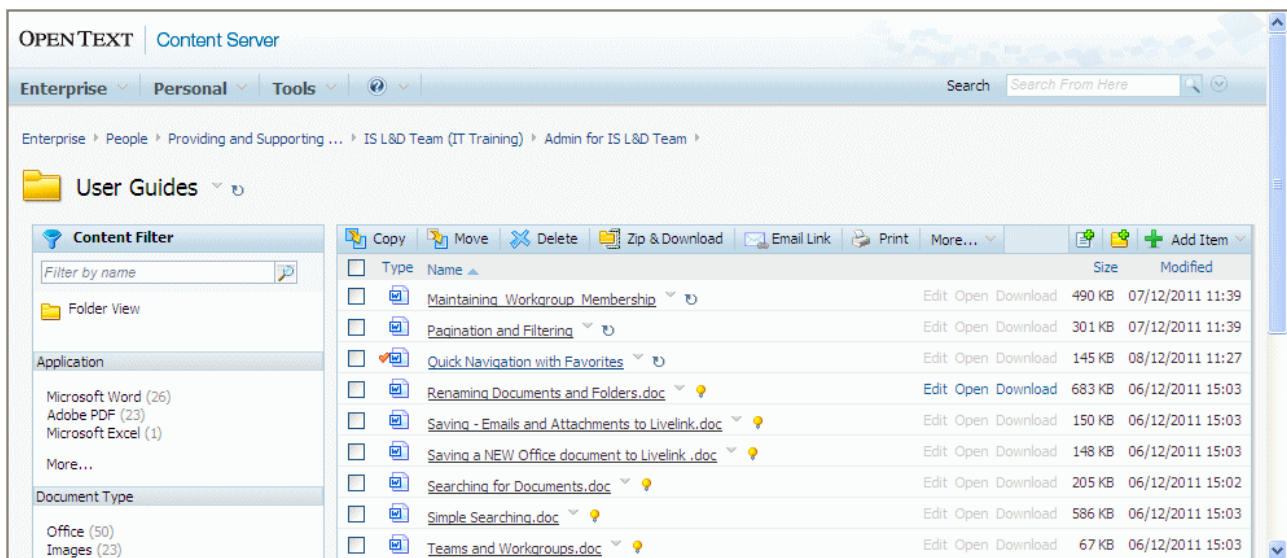 OPEN TEXT Content Server
Enterprise Personal Tools Search Search From Here
Enterprise People Providing and Supporting ... IS L&D Team (IT Training) Admin for IS L&D Team
User Guides
Content Filter
Filter by name
Folder View
Application
Microsoft Word (26)
Adobe PDF (23)
Microsoft Excel (1)
More...
Document Type
Office (50)
Images (23)
Copy Move Delete Zip & Download Email Link Print More... Add Item
Type Name Size Modified
Maintaining Workgroup Membership Edit Open Download 490 KB 07/12/2011 11:39
Pagination and Filtering Edit Open Download 301 KB 07/12/2011 11:39
Quick Navigation with Favorites Edit Open Download 145 KB 08/12/2011 11:27
Renaming Documents and Folders.doc Edit Open Download 683 KB 06/12/2011 15:03
Saving - Emails and Attachments to Livelink.doc Edit Open Download 150 KB 06/12/2011 15:03
Saving a NEW Office document to Livelink .doc Edit Open Download 148 KB 06/12/2011 15:03
Searching for Documents.doc Edit Open Download 205 KB 06/12/2011 15:02
Simple Searching.doc Edit Open Download 586 KB 06/12/2011 15:03
Teams and Workgroups.doc Edit Open Download 67 KB 06/12/2011 15:03